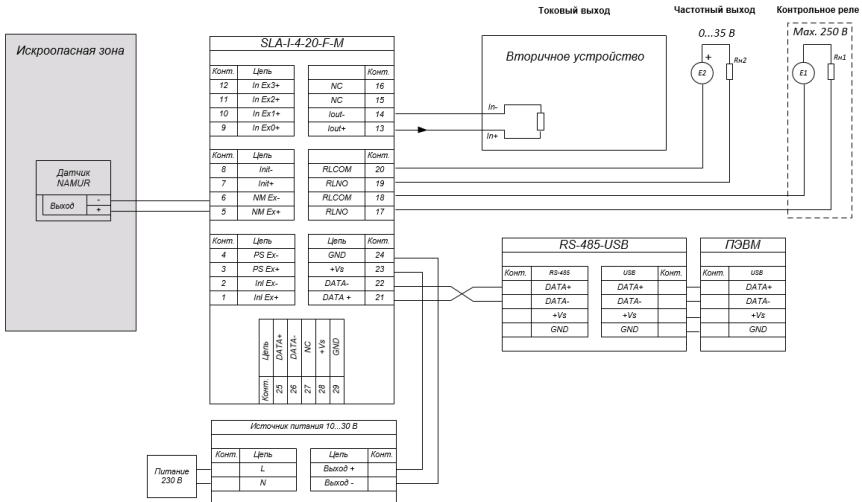 Токовый выход
Частотный выход
Контрольное реле
Искроопасная зона
SLA-I-4-20-F-M
Вторичное устройство
0...35 В
Max. 250 В
Конт. Цепь Конт.
12 In Ex3+ NC 16
11 In Ex2+ NC 15
10 In Ex1+ Iout- 14
9 In Ex0+ Iout+ 13
In-
In+
+
E2
Rн2
E1
Rн1
Конт. Цепь Конт.
8 Init- RLCOM 20
7 Init+ RLNO 19
6 NM Ex- RLCOM 18
5 NM Ex+ RLNO 17
Датчик
NAMUR
Выход - +
Конт. Цепь Цепь Конт.
4 PS Ex- GND 24
3 PS Ex+ +Vs 23
2 InI Ex- DATA- 22
1 InI Ex+ DATA + 21
RS-485-USB
ПЭВМ
Конт. RS-485 USB Конт. Конт. USB
DATA+ DATA+ DATA+
DATA- DATA- DATA-
+Vs +Vs +Vs
GND GND GND
Цепь DATA+ DATA- NC +Vs GND
Конт. 25 26 27 28 29
Источник питания 10...30 В
Конт. Цепь Цепь Конт.
L Выход +
N Выход -
Питание
230 В